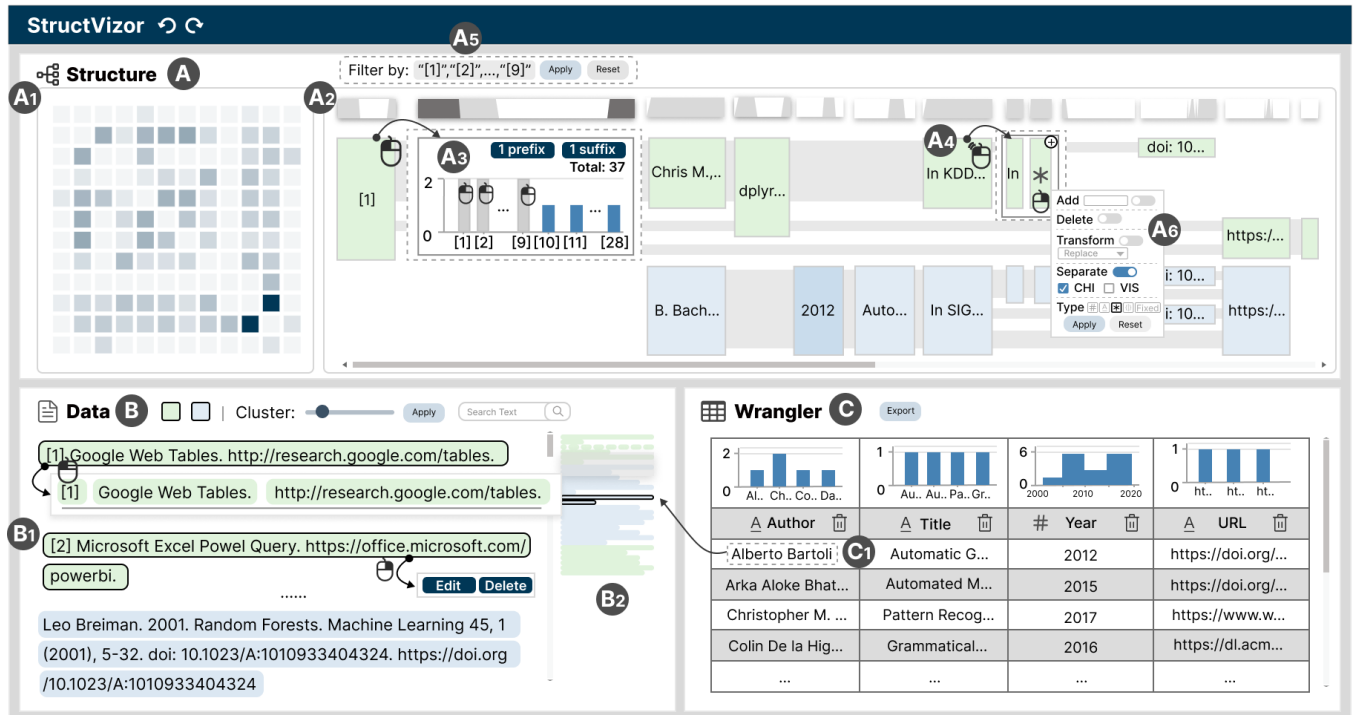 StructVizor
A5
Structure A
Filter by: "[1]","[2]",...,"[9]" Apply Reset
A1
A2
A3
1 prefix 1 suffix
Total: 37
2
0
[1] [2] ... [9] [10] [11] ... [28]
[1]
Chris M.,..
dplyr...
A4
In KDD...
In
*
doi: 10...
https:/...
Add
Delete
A6
Transform
Replace
Separate
CHI VIS
Type # A * Fixed
Apply Reset
B. Bach...
2012
Auto...
In SIG...
i: 10...
i: 10...
https:/...
Data B | Cluster: Apply Search Text
[1] Google Web Tables. http://research.google.com/tables.
[1] Google Web Tables. http://research.google.com/tables.
B1
[2] Microsoft Excel Powel Query. https://office.microsoft.com/
powerbi.
Edit Delete
......
B2
Leo Breiman. 2001. Random Forests. Machine Learning 45, 1
(2001), 5-32. doi: 10.1023/A:1010933404324. https://doi.org
/10.1023/A:1010933404324
Wrangler C Export
2
0
Al.. Ch.. Co.. Da..
1
0
Au.. Au.. Pa.. Gr..
6
0
2000 2010 2020
1
0
ht.. ht.. ht..
A Author A Title # Year A URL
Alberto Bartoli C1 Automatic G... 2012 https://doi.org/...
Arka Aloke Bhat... Automated M... 2015 https://doi.org/...
Christopher M. ... Pattern Recog... 2017 https://www.w...
Colin De la Hig... Grammatical... 2016 https://dl.acm...
... ... ... ...